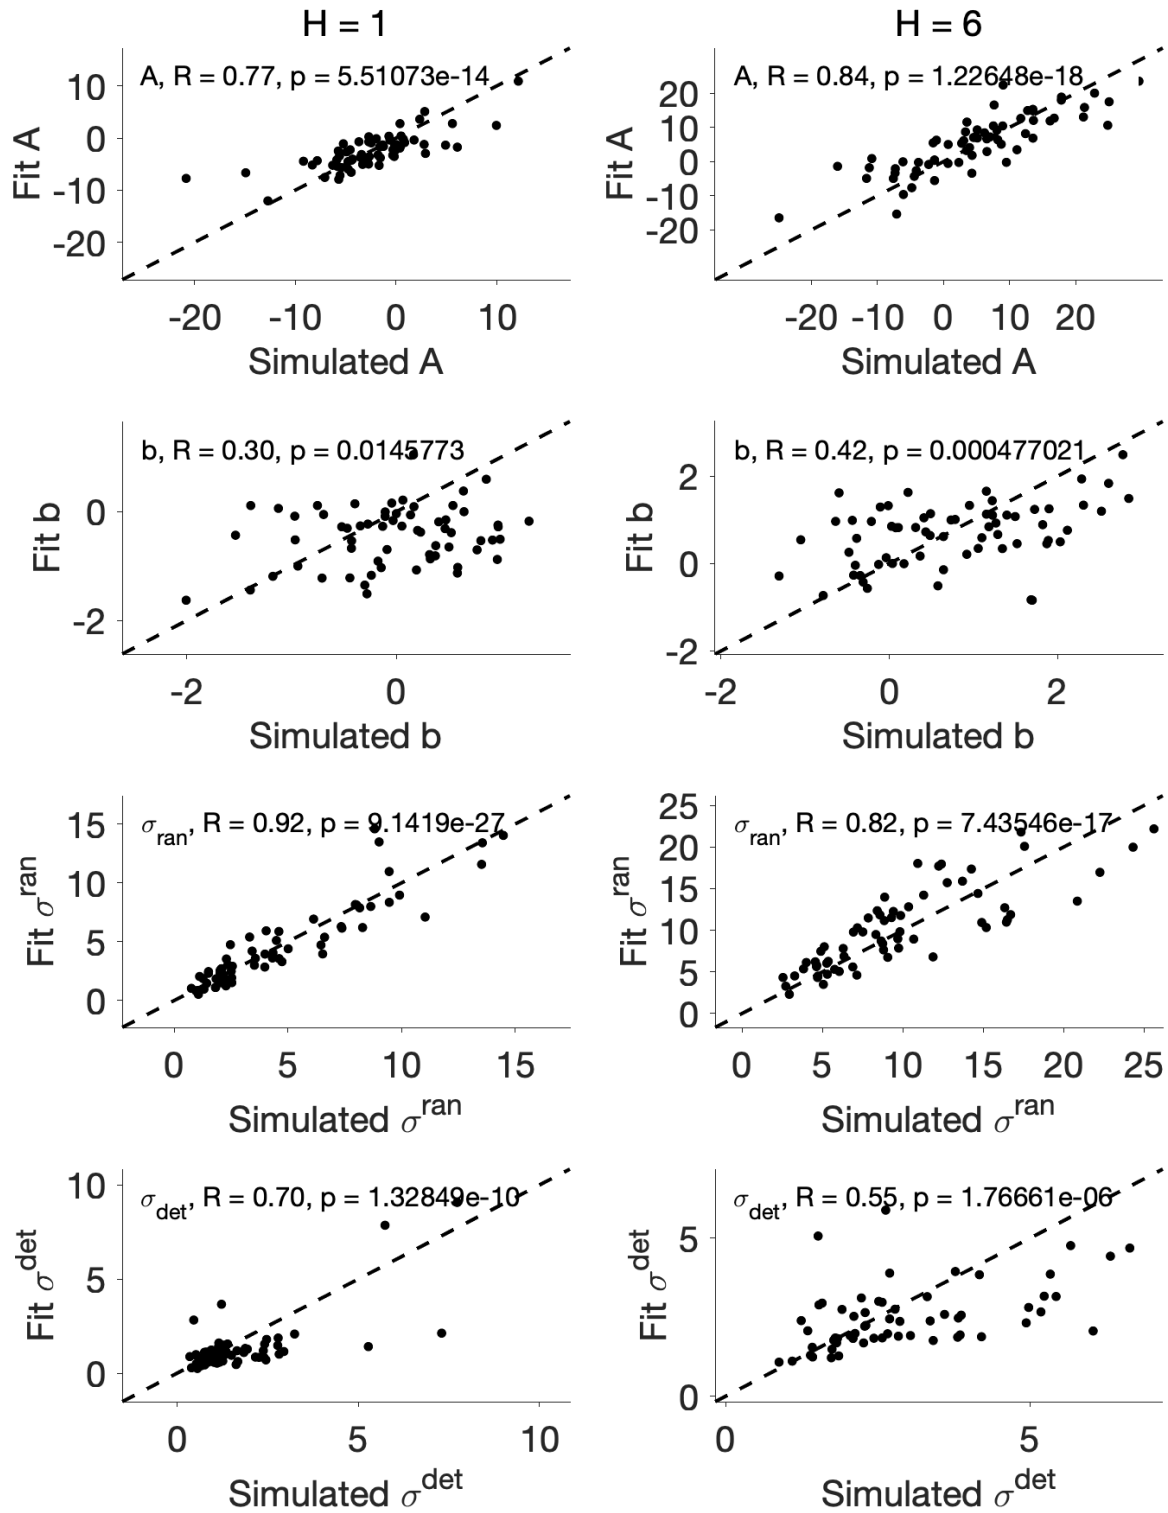 H = 1
H = 6
A, R = 0.77, p = 5.51073e-14
10
0
-10
-20
Fit A
-20 -10 0 10
Simulated A
A, R = 0.84, p = 1.22648e-18
20
10
0
-10
-20
Fit A
-20 -10 0 10 20
Simulated A
b, R = 0.30, p = 0.0145773
0
-2
Fit b
-2 0
Simulated b
b, R = 0.42, p = 0.000477021
2
0
-2
Fit b
-2 0 2
Simulated b
σran, R = 0.92, p = 9.1419e-27
15
10
5
0
Fit σran
0 5 10 15
Simulated σran
σran, R = 0.82, p = 7.43546e-17
25
20
15
10
5
0
Fit σran
0 5 10 15 20 25
Simulated σran
σdet, R = 0.70, p = 1.32849e-10
10
5
0
Fit σdet
0 5 10
Simulated σdet
σdet, R = 0.55, p = 1.76661e-06
5
0
Fit σdet
0 5
Simulated σdet